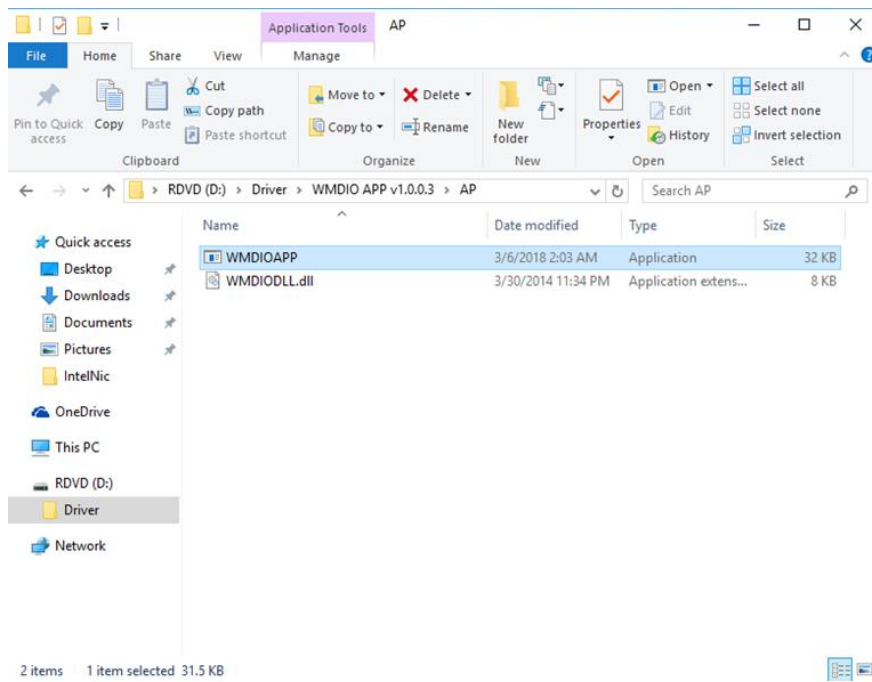 Application Tools AP
File Home Share View Manage
Pin to Quick access
Copy
Paste
Cut
Copy path
Paste shortcut
Clipboard
Move to
Copy to
Delete
Rename
Organize
New folder
New
Properties
Open
Edit
History
Open
Select all
Select none
Invert selection
Select
RDVD (D:) > Driver > WMDIO APP v1.0.0.3 > AP
Search AP
Name Date modified Type Size
WMDIOAPP 3/6/2018 2:03 AM Application 32 KB
WMDIODLL.dll 3/30/2014 11:34 PM Application extens... 8 KB
Quick access
Desktop
Downloads
Documents
Pictures
IntelNic
OneDrive
This PC
RDVD (D:)
Driver
Network
2 items 1 item selected 31.5 KB